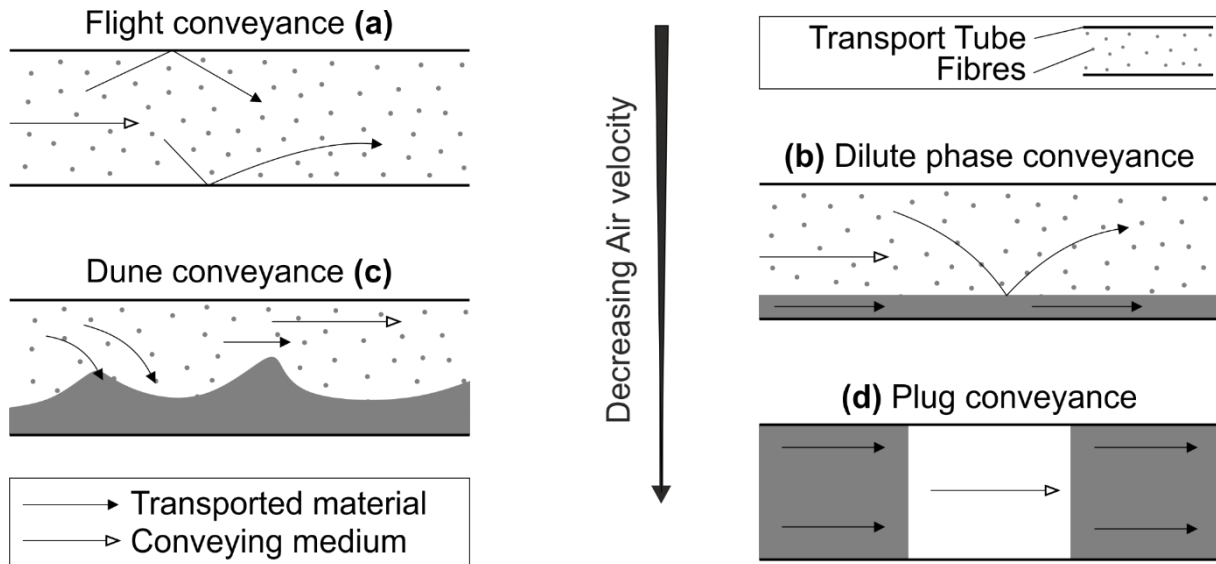 Flight conveyance (a)
Transport Tube
Fibres
Decreasing Air velocity
(b) Dilute phase conveyance
Dune conveyance (c)
(d) Plug conveyance
Transported material
Conveying medium